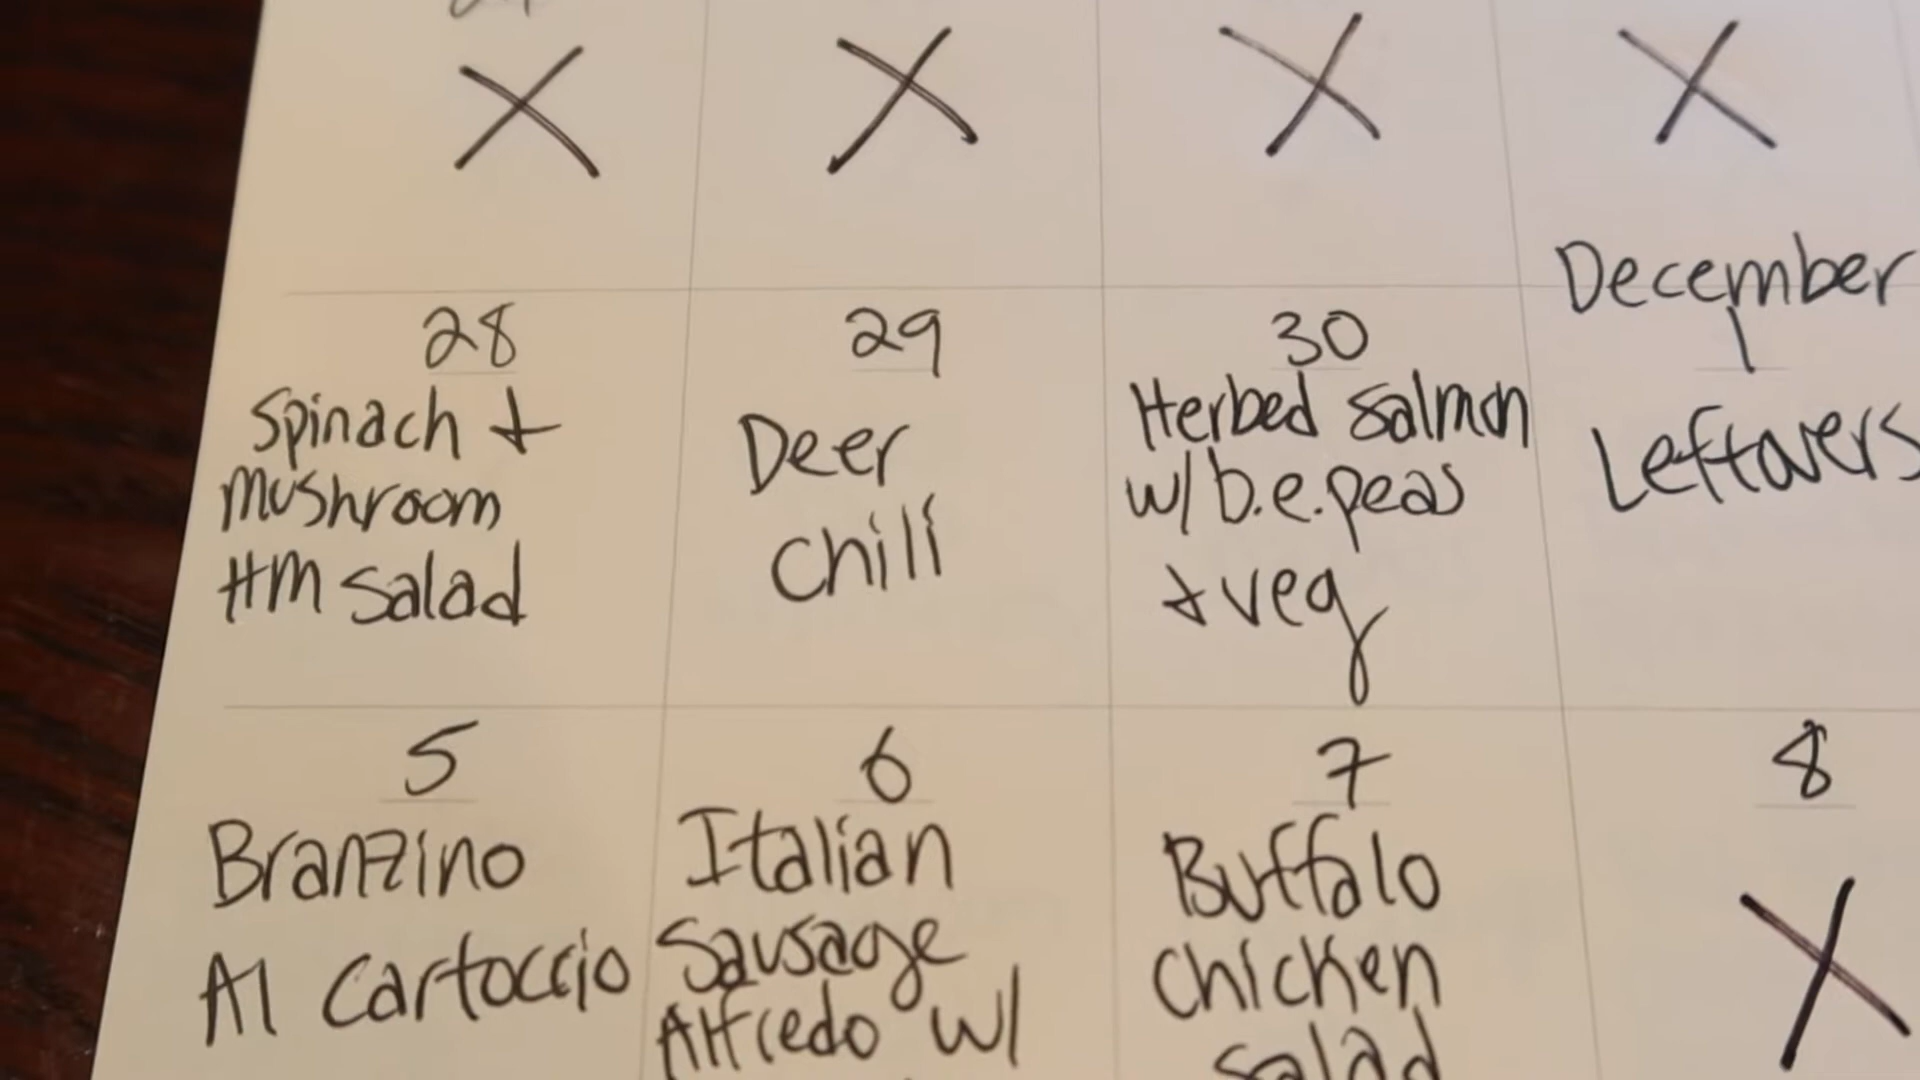 December
28
29
30
1
Spinach +
Mushroom
HM Salad
Deer
Chili
Herbed Salmon
w/ b.e. peas
+ veg
Leftovers
5
6
7
8
Branzino
Al Cartoccio
Italian
Sausage
Alfredo w/
Buffalo
Chicken
Salad